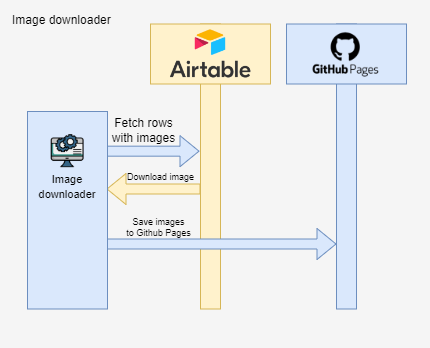 Image downloader
Airtable
GitHub Pages
Fetch rows
with images
Image
downloader
Download image
Save images
to Github Pages